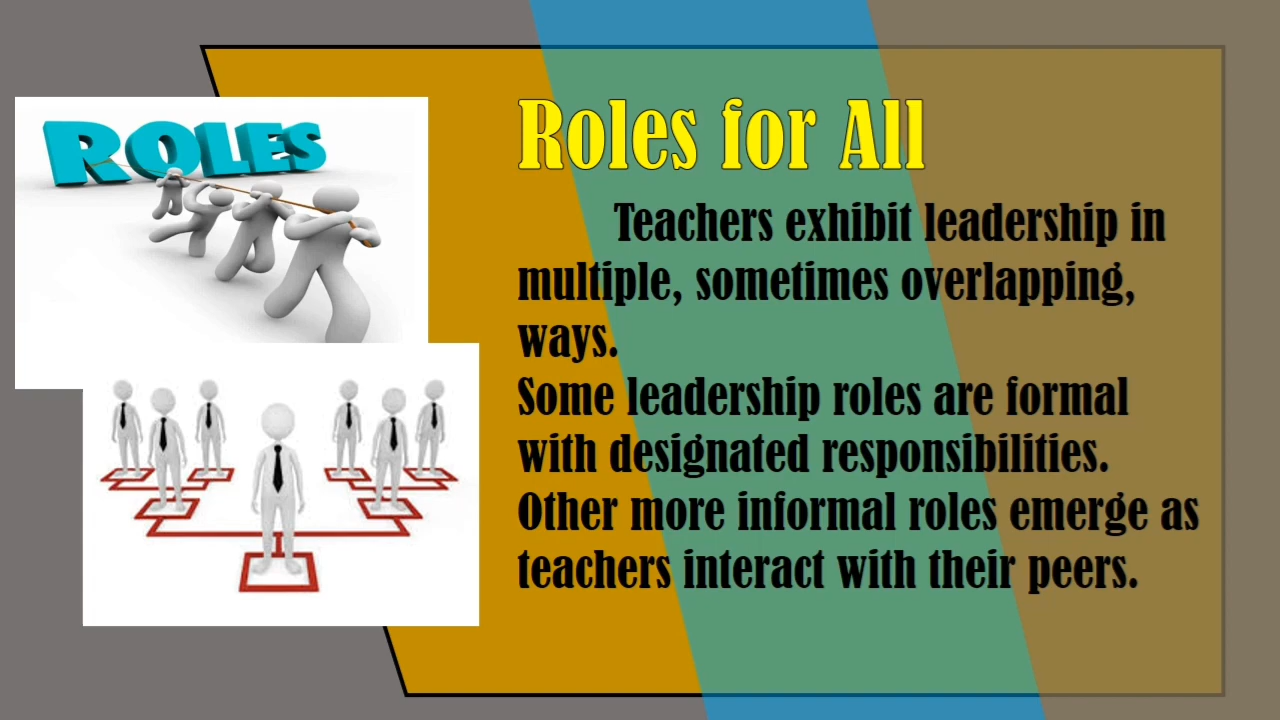 ROLES
Roles for All
Teachers exhibit leadership in
multiple, sometimes overlapping,
ways.
Some leadership roles are formal
with designated responsibilities.
Other more informal roles emerge as
teachers interact with their peers.